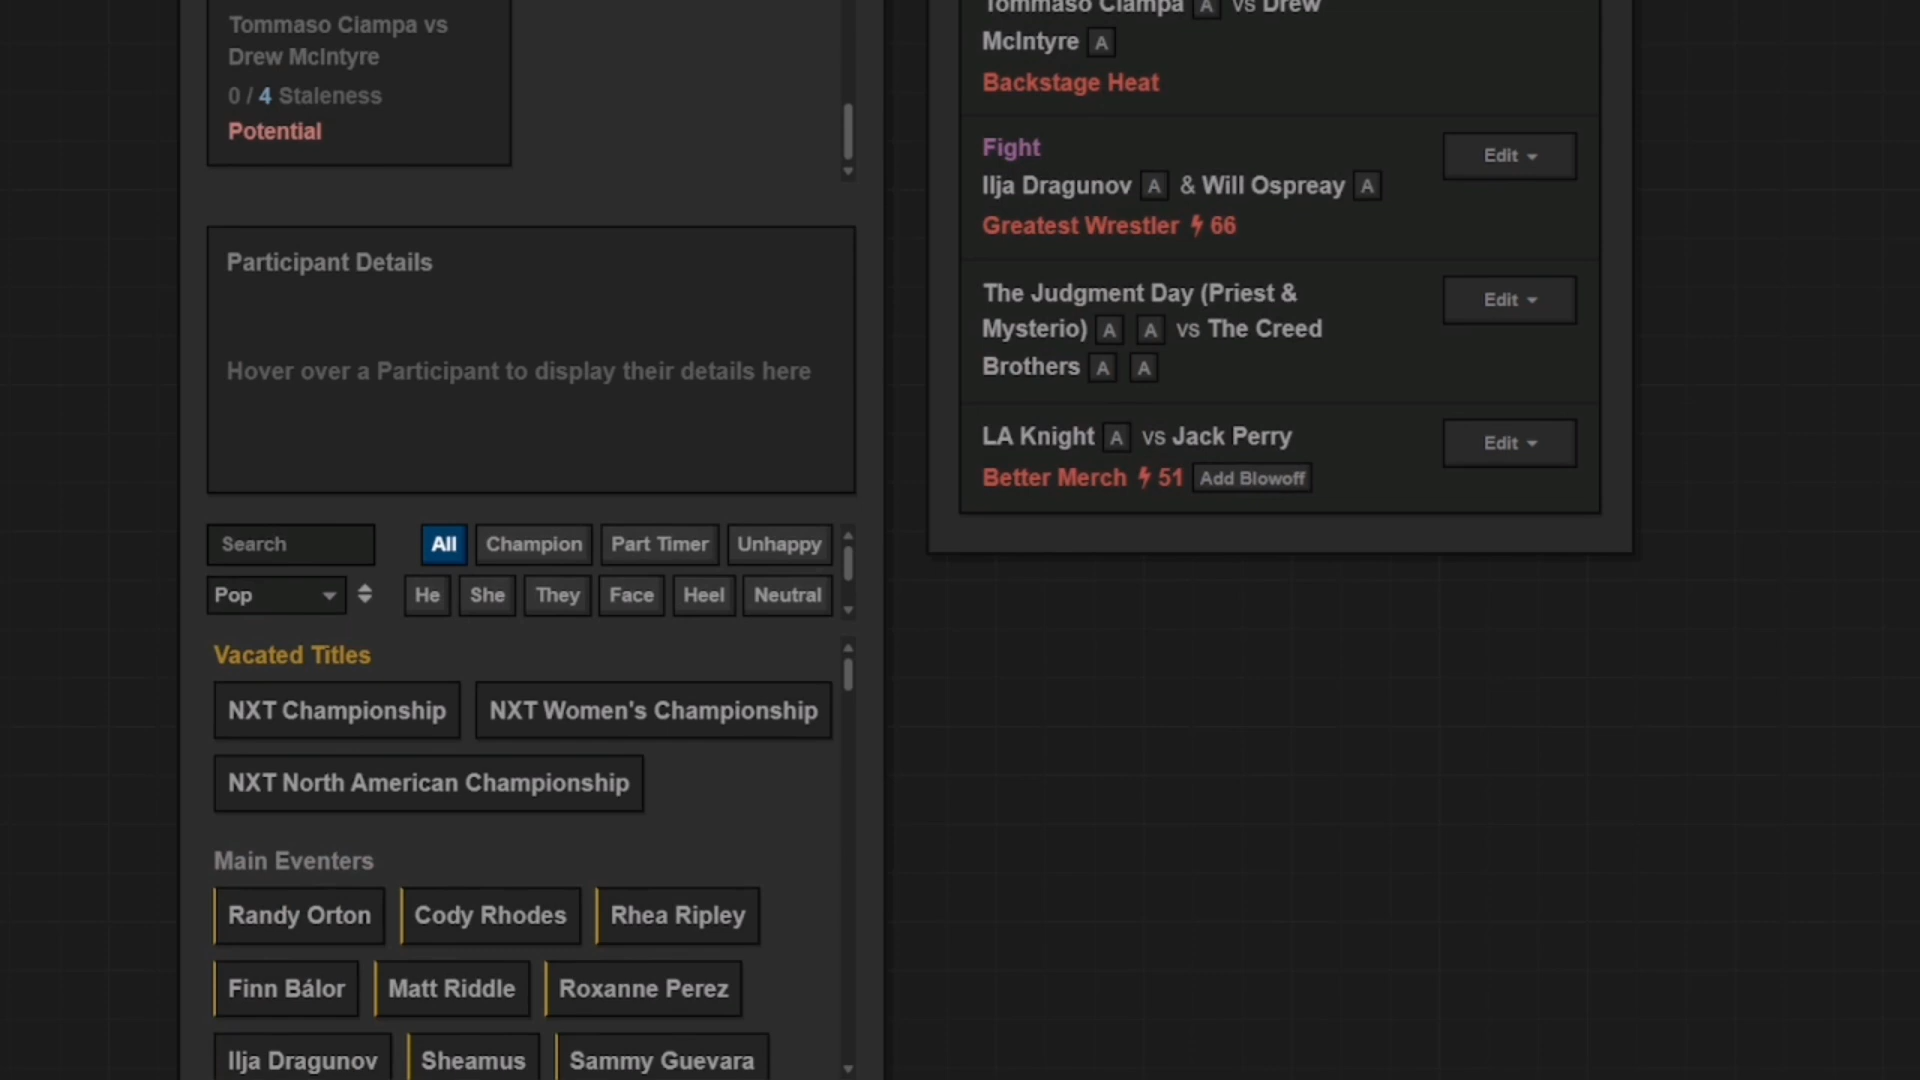 Tommaso Ciampa vs
Drew McIntyre
0 / 4 Staleness
Potential
Participant Details
Hover over a Participant to display their details here
Search
All
Champion
Part Timer
Unhappy
Pop
He
She
They
Face
Heel
Neutral
Vacated Titles
NXT Championship
NXT Women's Championship
NXT North American Championship
Main Eventers
Randy Orton
Cody Rhodes
Rhea Ripley
Finn Bálor
Matt Riddle
Roxanne Perez
Ilja Dragunov
Sheamus
Sammy Guevara
Tommaso Ciampa A vs Drew
McIntyre A
Backstage Heat
Fight
Edit
Ilja Dragunov A & Will Ospreay A
Greatest Wrestler 66
The Judgment Day (Priest &
Edit
Mysterio) A A vs The Creed
Brothers A A
LA Knight A vs Jack Perry
Edit
Better Merch 51 Add Blowoff